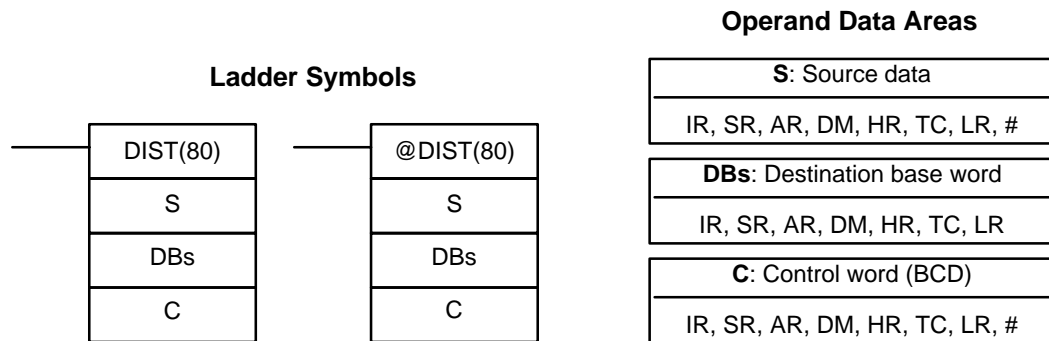 Ladder Symbols
DIST(80)
S
DBs
C
@DIST(80)
S
DBs
C
Operand Data Areas
S: Source data
IR, SR, AR, DM, HR, TC, LR, #
DBs: Destination base word
IR, SR, AR, DM, HR, TC, LR
C: Control word (BCD)
IR, SR, AR, DM, HR, TC, LR, #